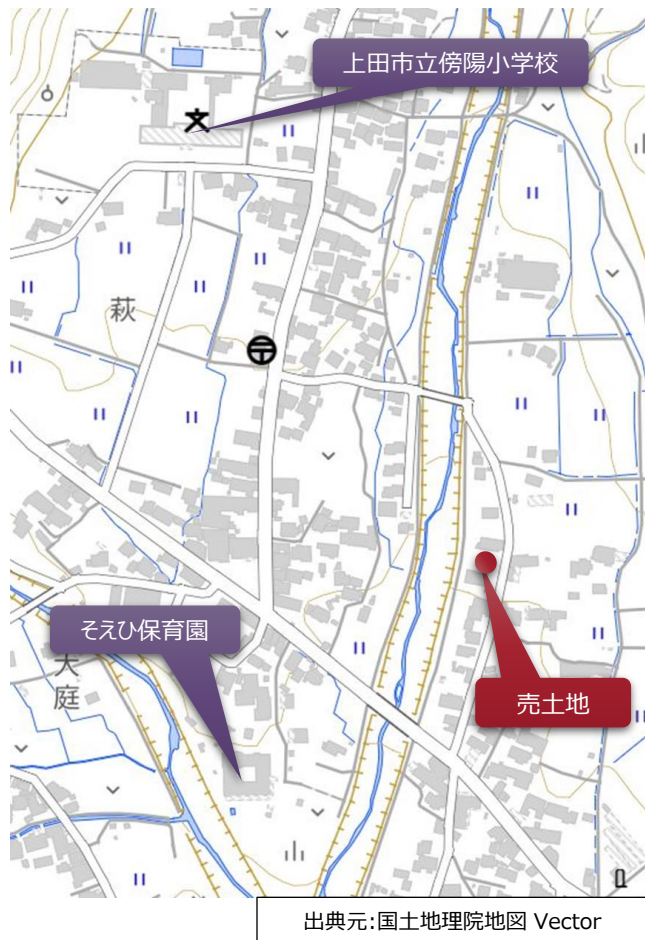 上田市立傍陽小学校
萩
そえひ保育園
大庭
売土地
出典元:国土地理院地図 Vector